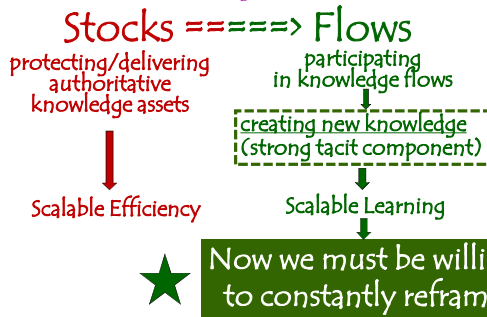 Stocks =====> Flows
protecting/delivering
authoritative
knowledge assets
participating
in knowledge flows
creating new knowledge
(strong tacit component)
Scalable Efficiency
Scalable Learning
Now we must be willi
to constantly refram